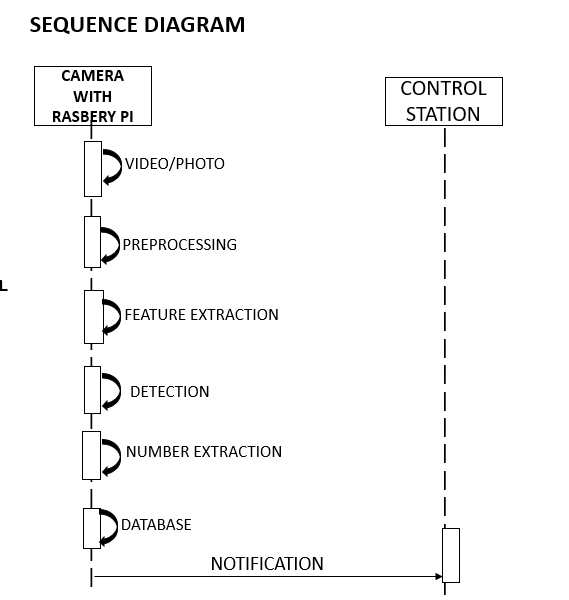 SEQUENCE DIAGRAM
CAMERA
WITH
RASBERY PI
CONTROL
STATION
VIDEO/PHOTO
PREPROCESSING
L
FEATURE EXTRACTION
DETECTION
NUMBER EXTRACTION
DATABASE
NOTIFICATION